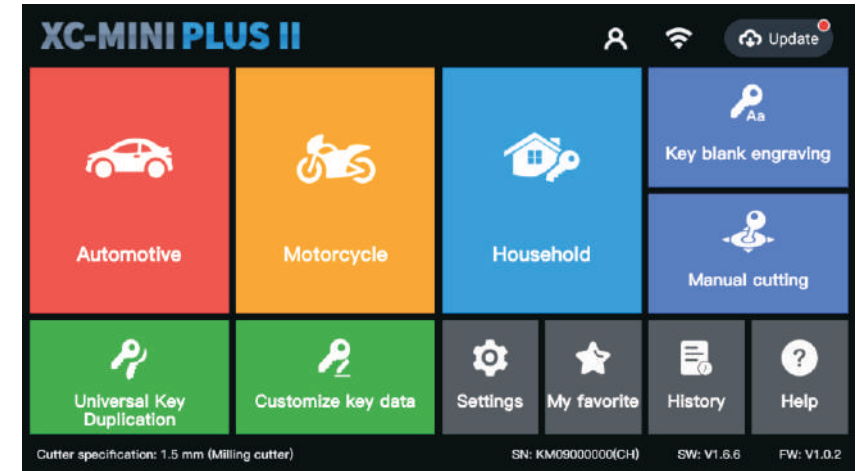 XC-MINI PLUS II
Update
Automotive
Motorcycle
Household
Aa
Key blank engraving
Manual cutting
Universal Key
Duplication
Customize key data
Settings
My favorite
History
?
Help
Cutter specification: 1.5 mm (Milling cutter)
SN: KM09000000(CH)
SW: V1.6.6
FW: V1.0.2